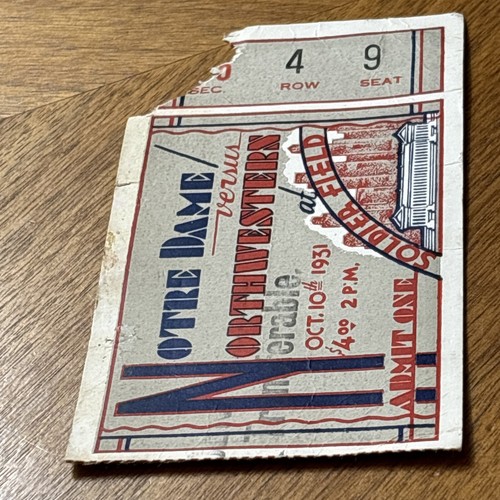 4 9
SEC. ROW SEAT
NOTRE DAME
versus
NORTHWESTERN
at
SOLDIER FIELD
OCT. 10th 1931
$4.00 2 P.M.
ADMIT ONE